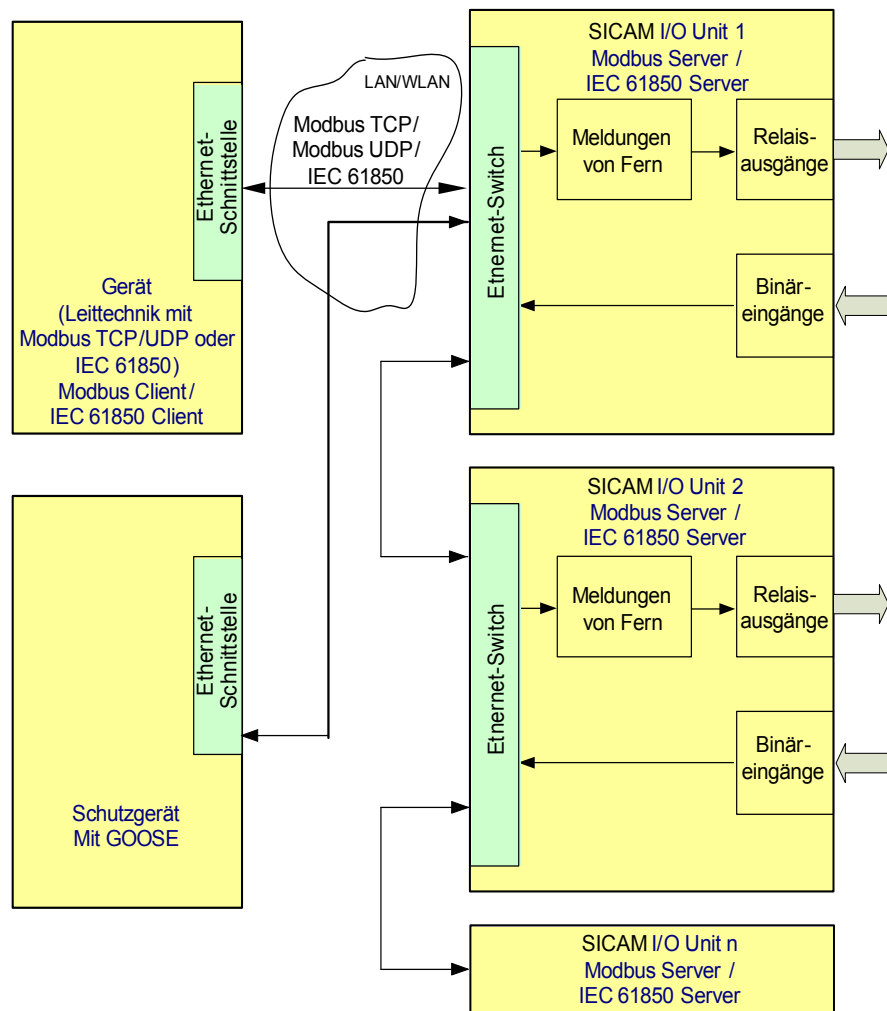 Ethernet-
Schnittstelle
Gerät
(Leittechnik mit
Modbus TCP/UDP oder
IEC 61850)
Modbus Client/
IEC 61850 Client
LAN/WLAN
Modbus TCP/
Modbus UDP/
IEC 61850
SICAM I/O Unit 1
Modbus Server /
IEC 61850 Server
Etnernet-Switch
Meldungen
von Fern
Relais-
ausgänge
Binär-
eingänge
Ethernet-
Schnittstelle
Schutzgerät
Mit GOOSE
SICAM I/O Unit 2
Modbus Server /
IEC 61850 Server
Etnernet-Switch
Meldungen
von Fern
Relais-
ausgänge
Binär-
eingänge
SICAM I/O Unit n
Modbus Server /
IEC 61850 Server